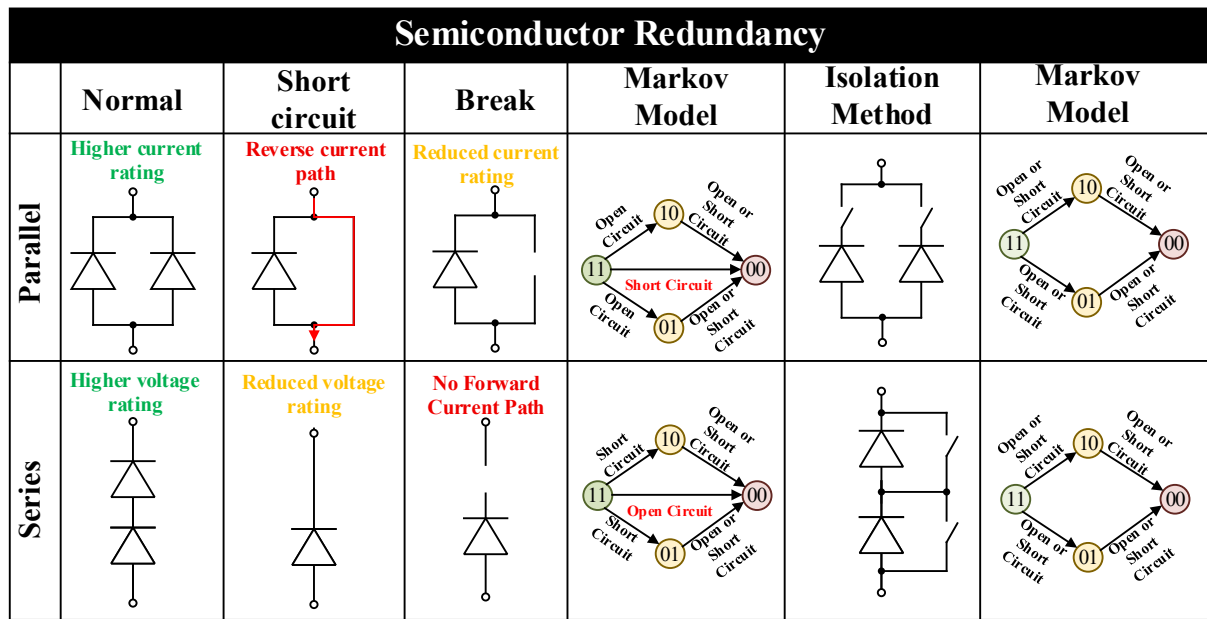 Semiconductor Redundancy
Normal
Short
circuit
Break
Markov
Model
Isolation
Method
Markov
Model
Parallel
Higher current
rating
Reverse current
path
Reduced current
rating
Open
Circuit
10
Open or
Short
Circuit
11
Short Circuit
00
Open
Circuit
01
Open or
Short
Circuit
Open or
Short
Circuit
10
Open or
Short
Circuit
11
00
Open or
Short
Circuit
01
Open or
Short
Circuit
Series
Higher voltage
rating
Reduced voltage
rating
No Forward
Current Path
Short
Circuit
10
Open or
Short
Circuit
11
Open Circuit
00
Short
Circuit
01
Open or
Short
Circuit
Open or
Short
Circuit
10
Open or
Short
Circuit
11
00
Open or
Short
Circuit
01
Open or
Short
Circuit